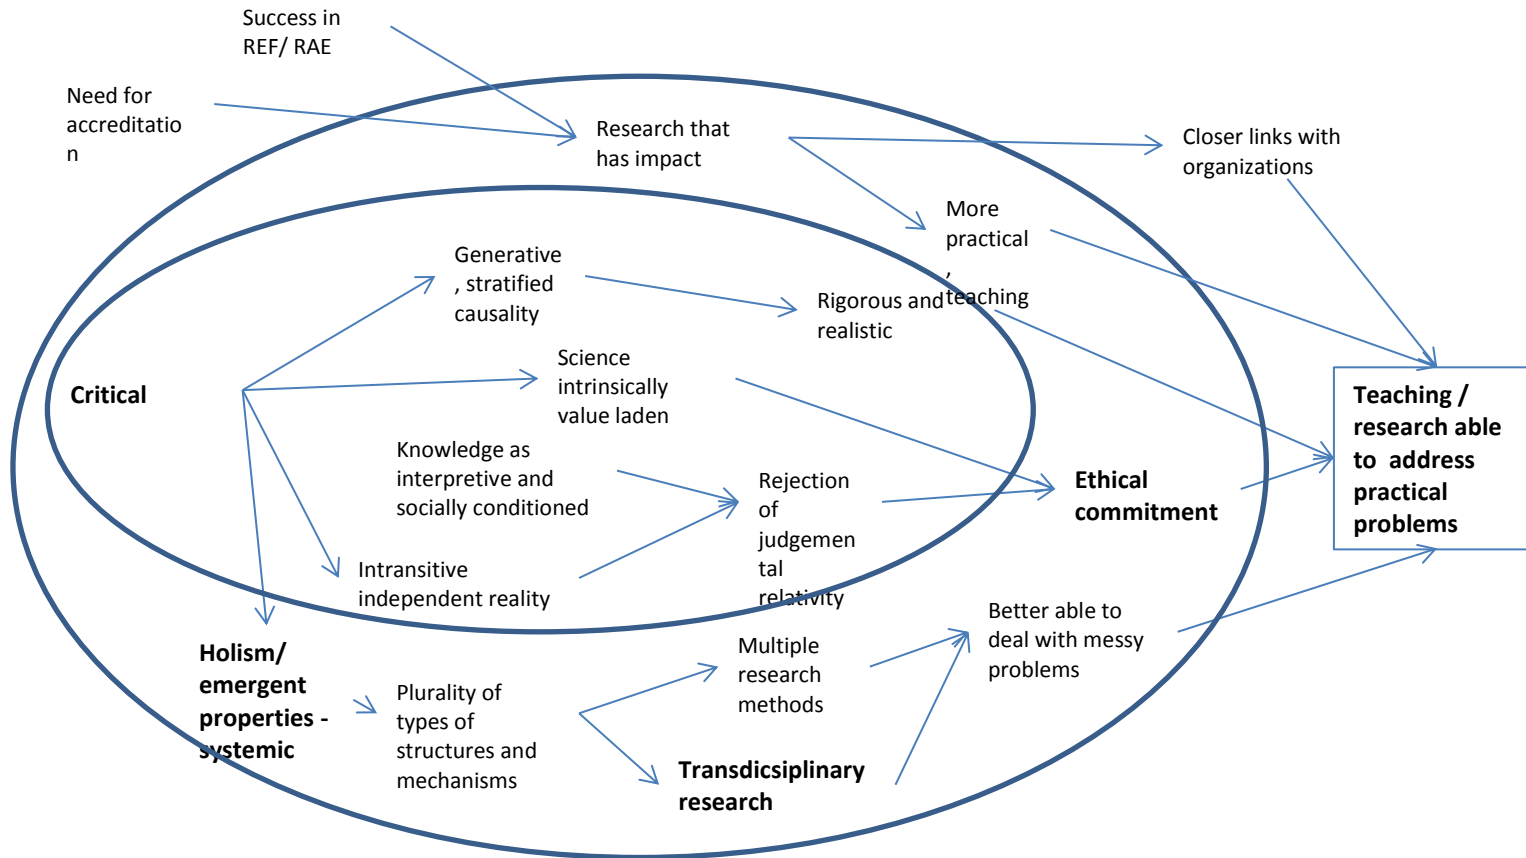 Success in
REF/ RAE
Need for
accreditatio
n
Research that
has impact
Closer links with
organizations
More
practical
,
teaching
Generative
, stratified
causality
Rigorous and
realistic
Science
intrinsically
value laden
Critical
Knowledge as
interpretive and
socially conditioned
Rejection
of
judgemen
tal
relativity
Ethical
commitment
Teaching /
research able
to address
practical
problems
Intransitive
independent reality
Holism/
emergent
properties -
systemic
Plurality of
types of
structures and
mechanisms
Multiple
research
methods
Better able to
deal with messy
problems
Transdicsiplinary
research